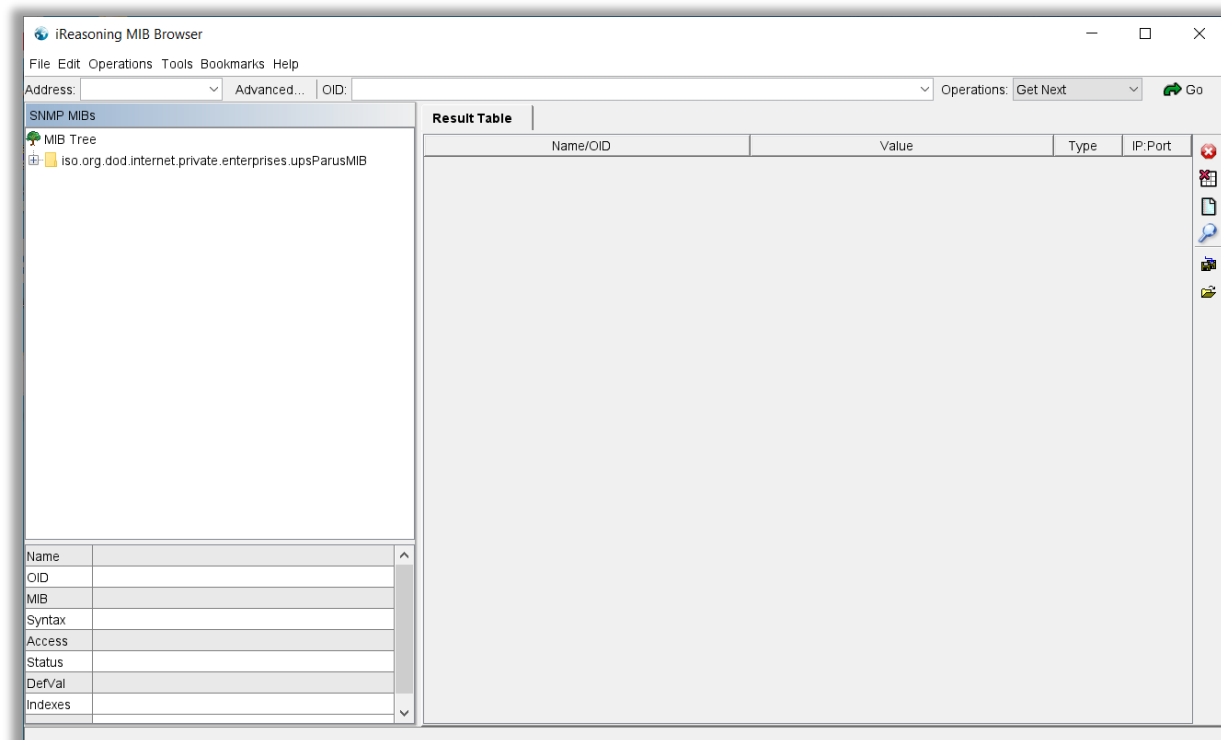 iReasoning MIB Browser
File Edit Operations Tools Bookmarks Help
Address: Advanced... OID: Operations: Get Next Go
SNMP MIBs
Result Table
MIB Tree
iso.org.dod.internet.private.enterprises.upsParusMIB
Name/OID Value Type IP:Port
Name
OID
MIB
Syntax
Access
Status
DefVal
Indexes